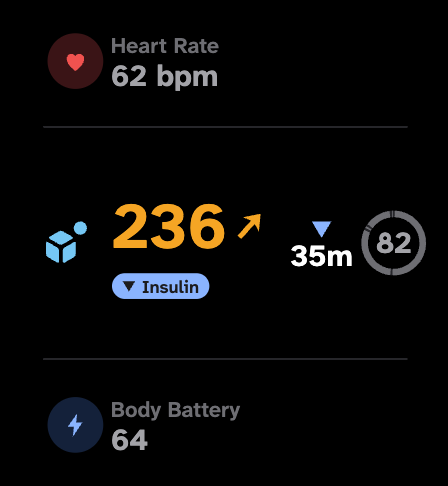 Heart Rate
62 bpm
236
35m
82
Insulin
Body Battery
64